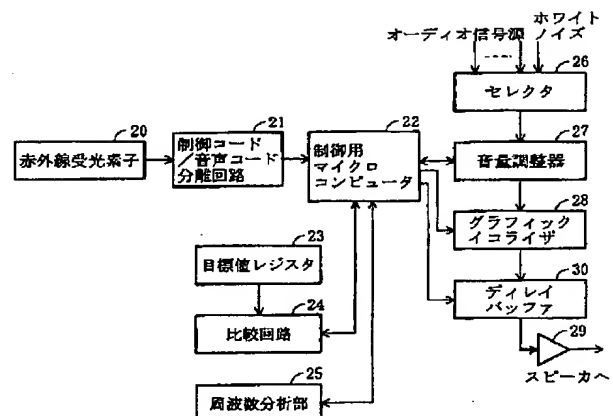 ホワイト
オーディオ信号源 ノイズ
26
セレクタ
20
赤外線受光素子
21
制御コード
/音声コード
分離回路
22
制御用
マイクロ
コンピュータ
27
音量調整器
28
グラフィック
イコライザ
23
目標値レジスタ
30
ディレイ
バッファ
24
比較回路
29
スピーカへ
25
周波数分析部